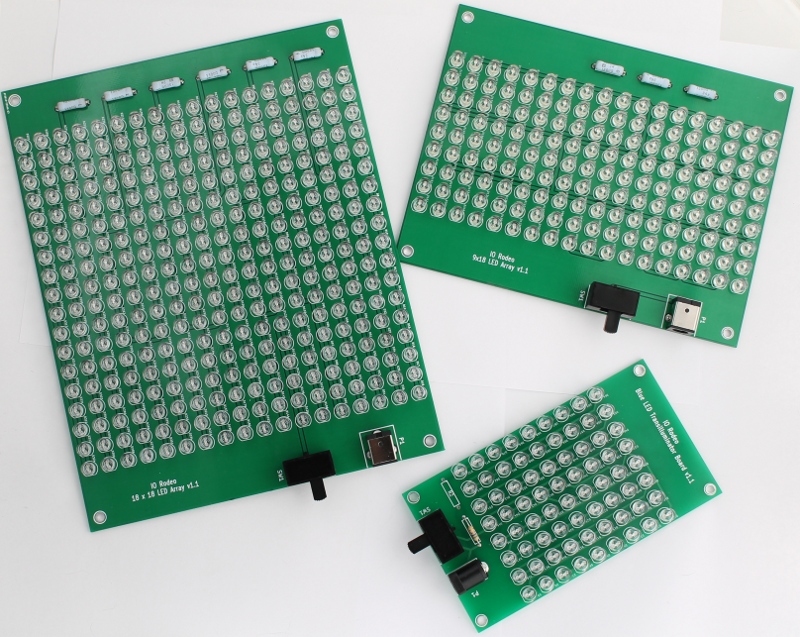 IO Rodeo
18 x 18 LED Array v1.1
SW1
P1
IO Rodeo
9x18 LED Array v1.1
SW1
P1
IO Rodeo
Blue LED Transilluminator Board v1.1
SW1
P1